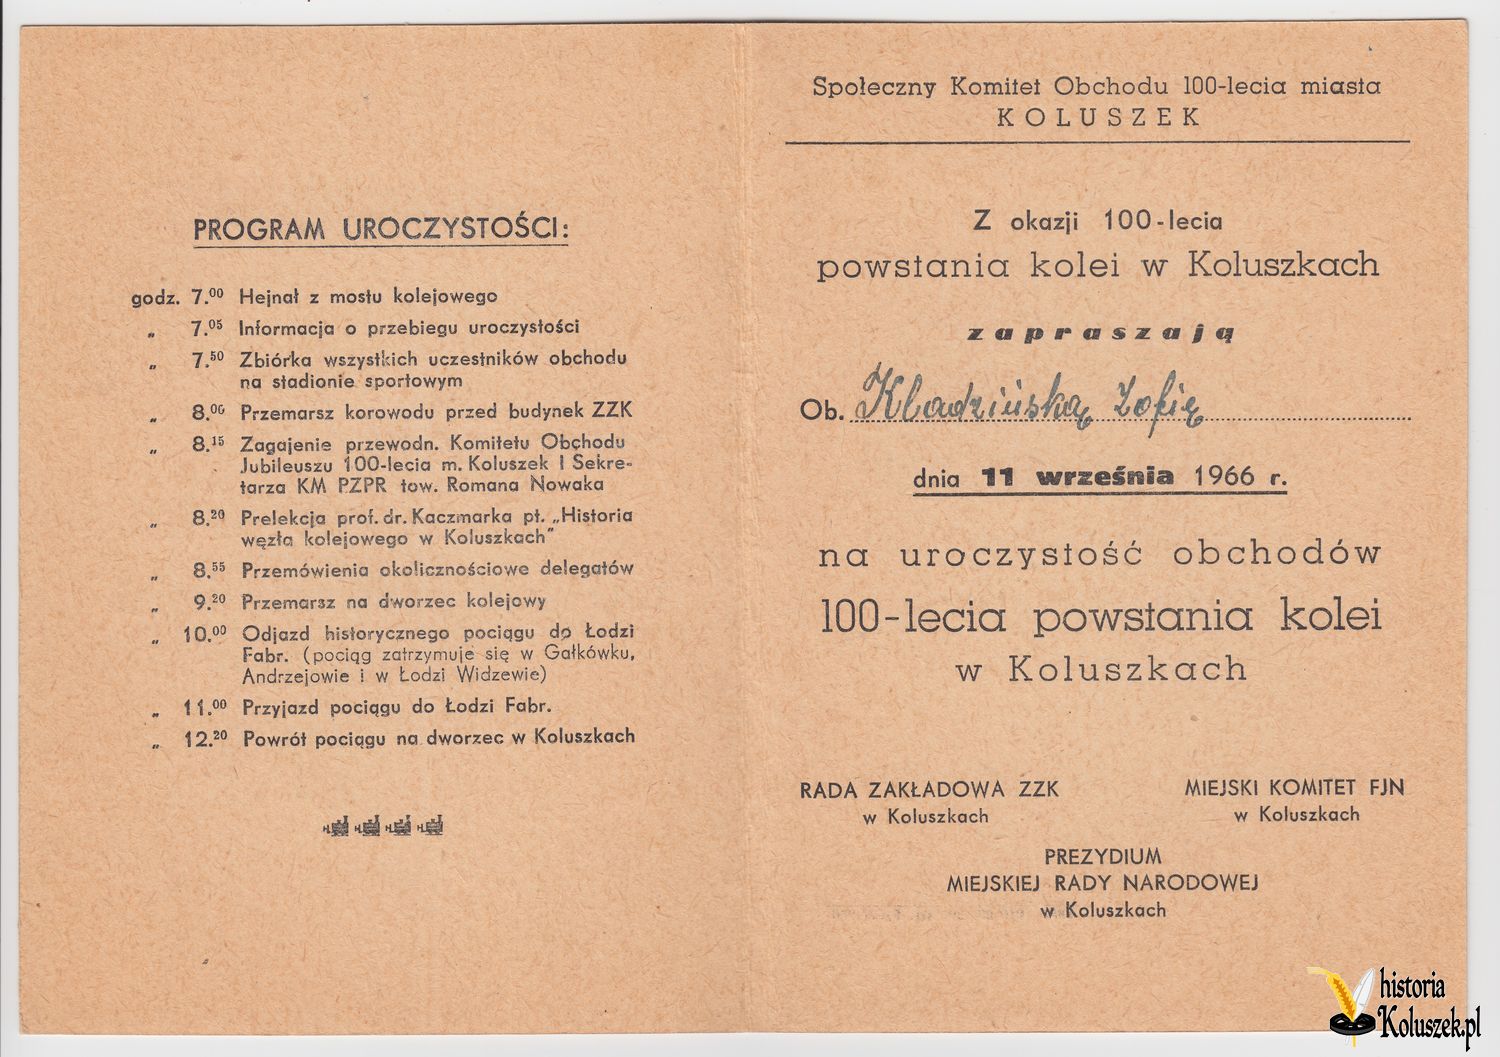 PROGRAM UROCZYSTOŚCI:
godz. 7.00 Hejnał z mostu kolejowego
„ 7.05 Informacja o przebiegu uroczystości
„ 7.50 Zbiórka wszystkich uczestników obchodu
na stadionie sportowym
„ 8.00 Przemarsz korowodu przed budynek ZZK
„ 8.15 Zagajenie przewodn. Komitetu Obchodu
Jubileuszu 100-lecia m. Koluszek i Sekre-
tarza KM PZPR tow. Romana Nowaka
„ 8.20 Prelekcja prof. dr. Kaczmarka pt. „Historia
węzła kolejowego w Koluszkach"
„ 8.55 Przemówienia okolicznościowe delegatów
„ 9.20 Przemarsz na dworzec kolejowy
„ 10.00 Odjazd historycznego pociągu do Łodzi
Fabr. (pociąg zatrzymuje się w Gałkówku,
Andrzejowie i w Łodzi Widzewie)
„ 11.00 Przyjazd pociągu do Łodzi Fabr.
„ 12.20 Powrót pociągu na dworzec w Koluszkach
Społeczny Komitet Obchodu 100-lecia miasta
KOLUSZEK
Z okazji 100-lecia
powstania kolei w Koluszkach
zapraszają
Ob. Kladzińską Zofię
dnia 11 września 1966 r.
na uroczystość obchodów
100-lecia powstania kolei
w Koluszkach
RADA ZAKŁADOWA ZZK
w Koluszkach
MIEJSKI KOMITET FJN
w Koluszkach
PREZYDIUM
MIEJSKIEJ RADY NARODOWEJ
w Koluszkach
historia
Koluszek.pl